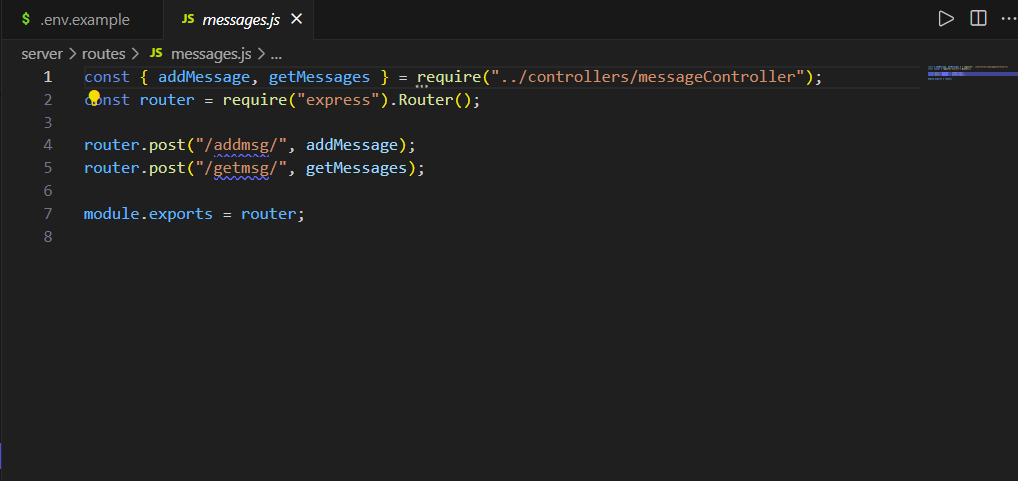 $ .env.example JS messages.js ×
server > routes > JS messages.js > ...
1 const { addMessage, getMessages } = require("../controllers/messageController");
2 const router = require("express").Router();
3
4 router.post("/addmsg/", addMessage);
5 router.post("/getmsg/", getMessages);
6
7 module.exports = router;
8